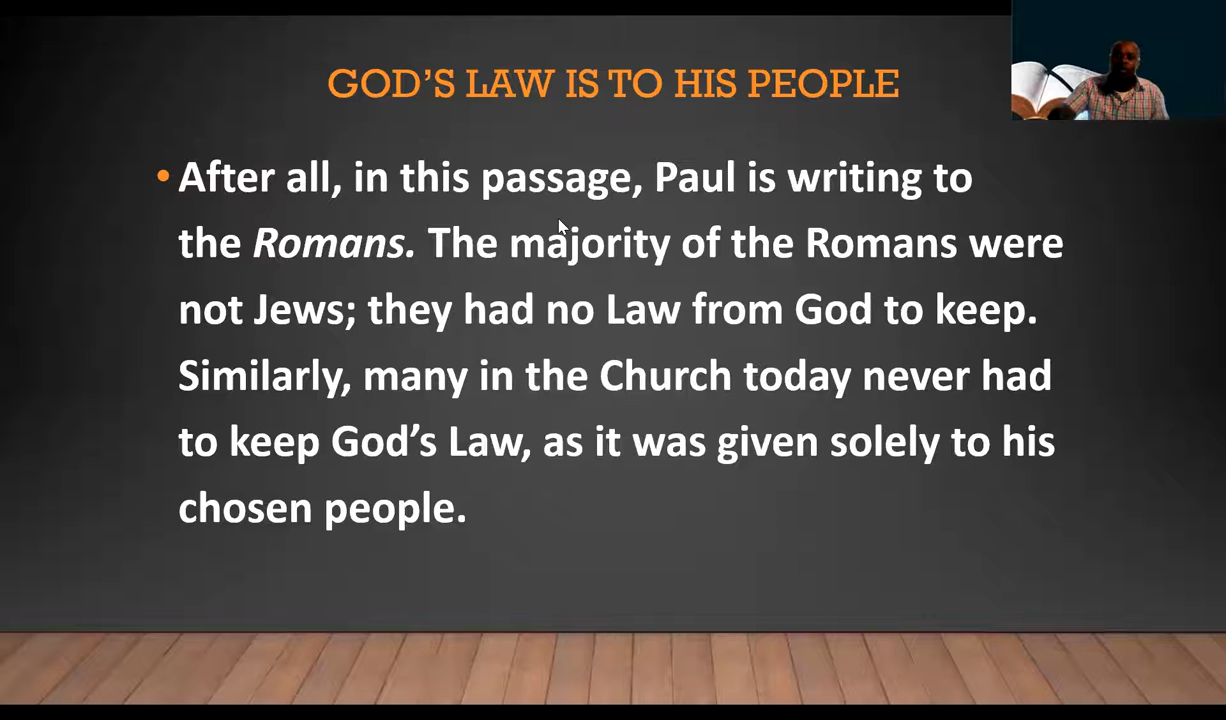 GOD’S LAW IS TO HIS PEOPLE
• After all, in this passage, Paul is writing to
the Romans. The majority of the Romans were
not Jews; they had no Law from God to keep.
Similarly, many in the Church today never had
to keep God’s Law, as it was given solely to his
chosen people.